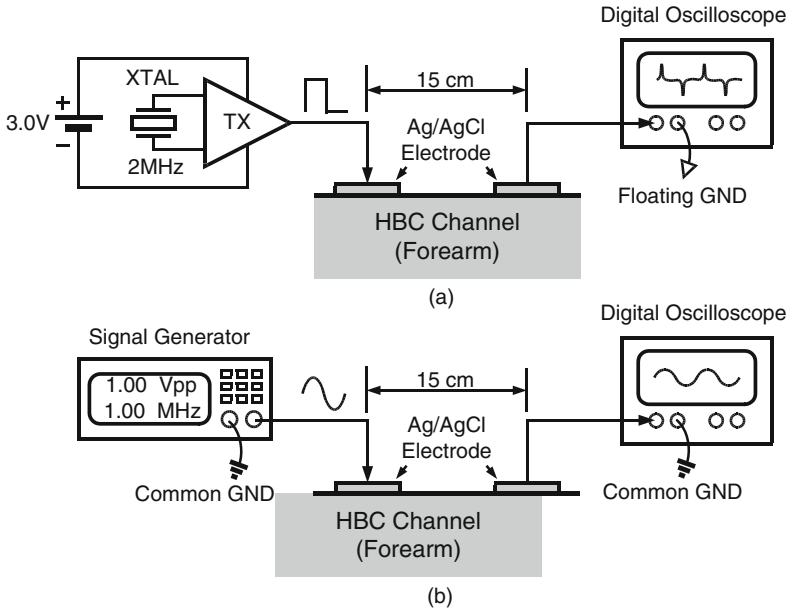 Digital Oscilloscope
XTAL
15 cm
3.0V
+
−
TX
Ag/AgCl
Electrode
2MHz
Floating GND
HBC Channel
(Forearm)
(a)
Digital Oscilloscope
Signal Generator
1.00 Vpp
1.00 MHz
15 cm
Ag/AgCl
Electrode
Common GND
Common GND
HBC Channel
(Forearm)
(b)